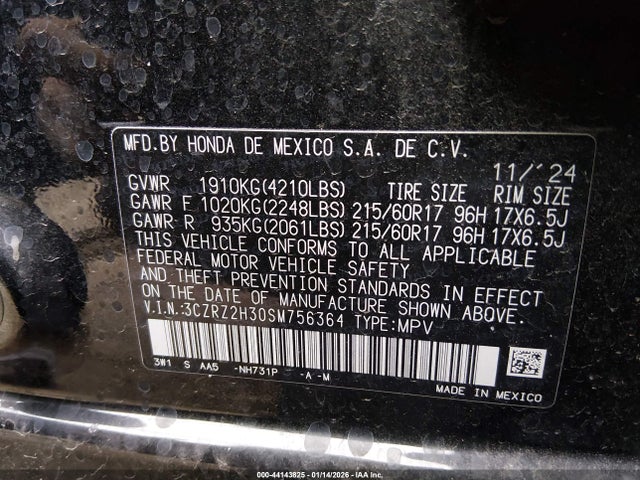 MFD.BY HONDA DE MEXICO S.A. DE C.V.
11/'24
GVWR 1910KG(4210LBS) TIRE SIZE RIM SIZE
GAWR F 1020KG(2248LBS) 215/60R17 96H 17X6.5J
GAWR R 935KG(2061LBS) 215/60R17 96H 17X6.5J
THIS VEHICLE CONFORMS TO ALL APPLICABLE
FEDERAL MOTOR VEHICLE SAFETY
AND THEFT PREVENTION STANDARDS IN EFFECT
ON THE DATE OF MANUFACTURE SHOWN ABOVE.
V.I.N.:3CZRZ2H30SM756364 TYPE:MPV
3W1 S AA5 -NH731P -A-M
MADE IN MEXICO
000-44143825 - 01/14/2026 - IAA Inc.